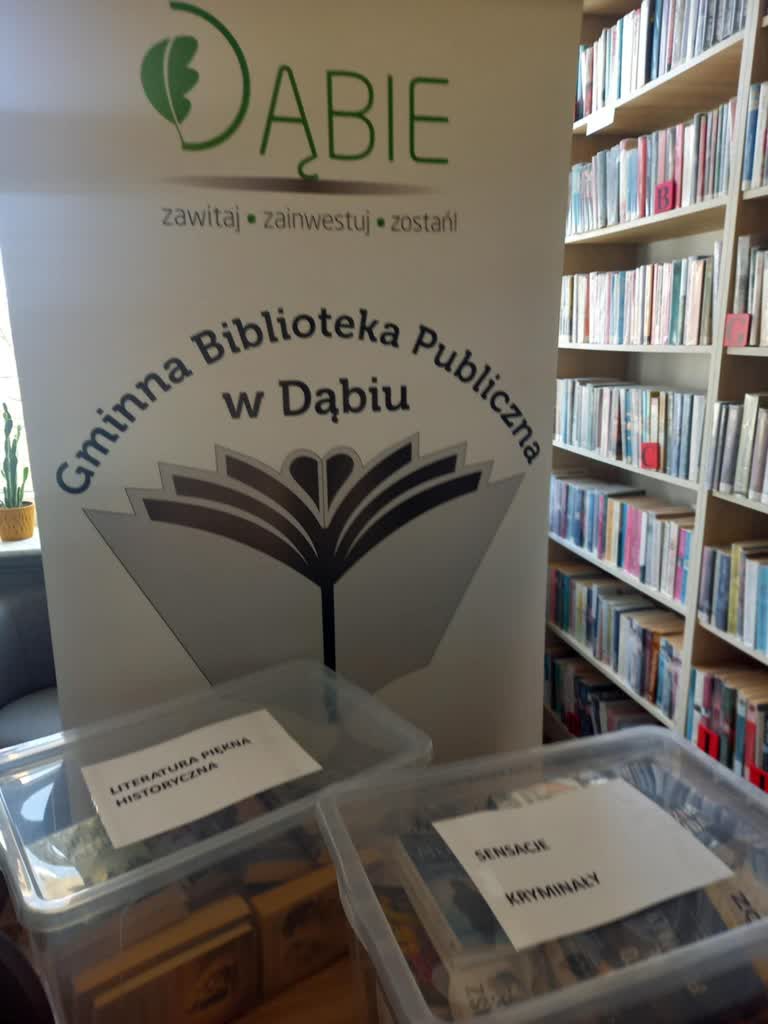 DĄBIE
zawitaj • zainwestuj • zostań!
Gminna Biblioteka Publiczna
w Dąbiu
LITERATURA PIĘKNA
HISTORYCZNA
SENSACJE
KRYMINAŁY
B